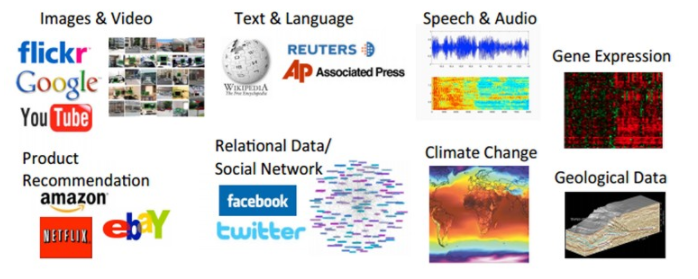 Images & Video
flickr
Google
YouTube
Text & Language
WIKIPEDIA
The Free Encyclopedia
REUTERS
AP Associated Press
Speech & Audio
Gene Expression
Product
Recommendation
amazon
NETFLIX
ebay
Relational Data/
Social Network
facebook
twitter
Climate Change
Geological Data